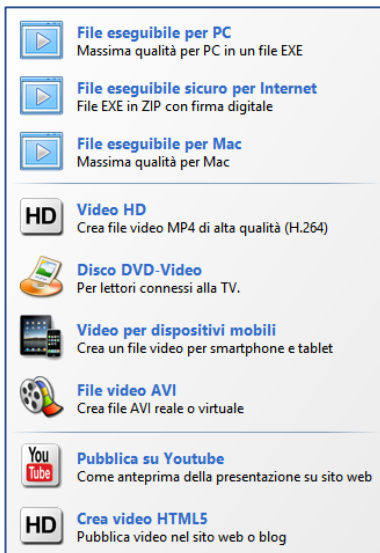 File eseguibile per PC
Massima qualità per PC in un file EXE
File eseguibile sicuro per Internet
File EXE in ZIP con firma digitale
File eseguibile per Mac
Massima qualità per Mac
HD
Video HD
Crea file video MP4 di alta qualità (H.264)
Disco DVD-Video
Per lettori connessi alla TV.
Video per dispositivi mobili
Crea un file video per smartphone e tablet
File video AVI
Crea file AVI reale o virtuale
You
Tube
Pubblica su Youtube
Come anteprima della presentazione su sito web
HD
Crea video HTML5
Pubblica video nel sito web o blog